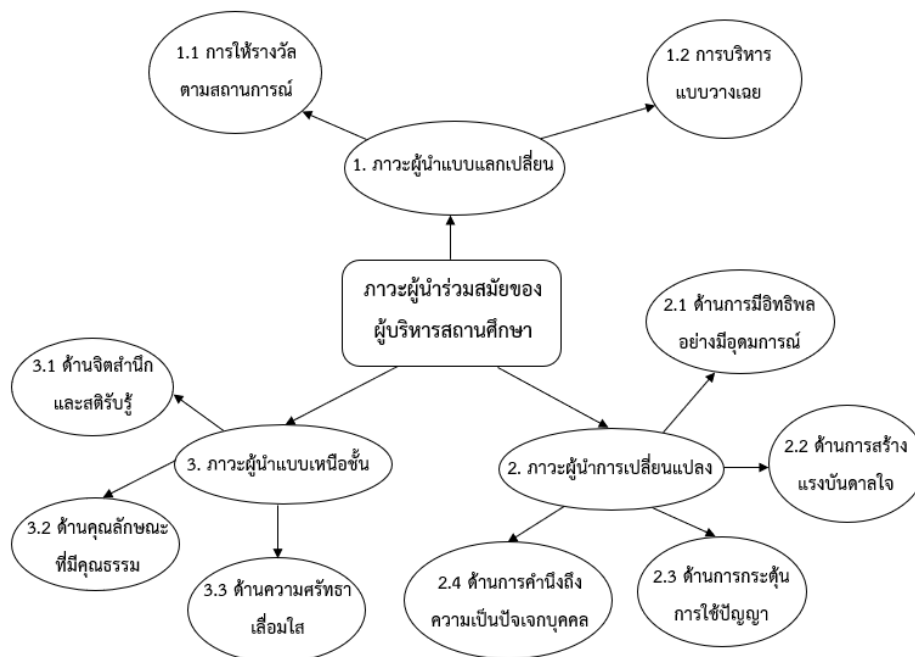 1.1 การให้รางวัล
ตามสถานการณ์
1.2 การบริหาร
แบบวางเฉย
1. ภาวะผู้นำแบบแลกเปลี่ยน
ภาวะผู้นำร่วมสมัยของ
ผู้บริหารสถานศึกษา
2.1 ด้านการมีอิทธิพล
อย่างมีอุดมการณ์
3.1 ด้านจิตสำนึก
และสติรับรู้
2.2 ด้านการสร้าง
แรงบันดาลใจ
3. ภาวะผู้นำแบบเหนือชั้น
2. ภาวะผู้นำการเปลี่ยนแปลง
3.2 ด้านคุณลักษณะ
ที่มีคุณธรรม
3.3 ด้านความศรัทธา
เลื่อมใส
2.4 ด้านการคำนึงถึง
ความเป็นปัจเจกบุคคล
2.3 ด้านการกระตุ้น
การใช้ปัญญา